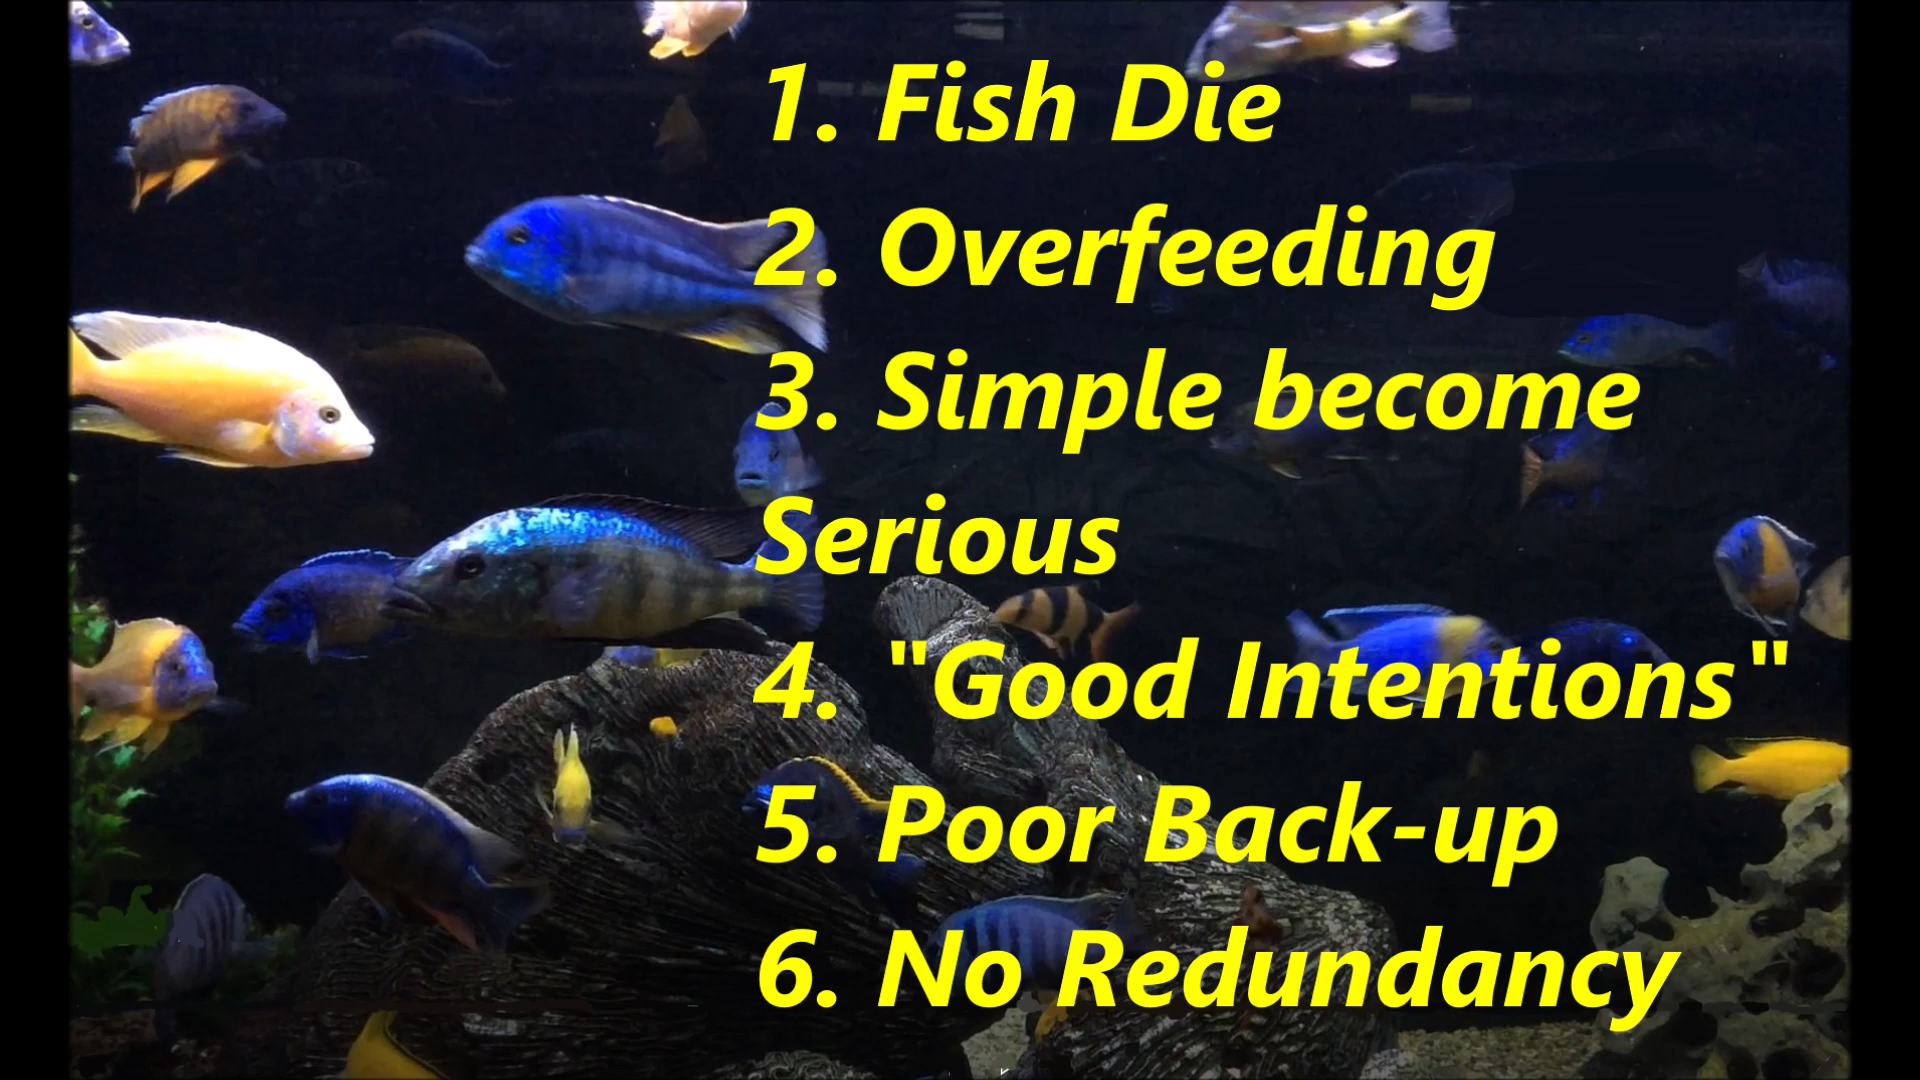 1. Fish Die
2. Overfeeding
3. Simple become
Serious
4. "Good Intentions"
5. Poor Back-up
6. No Redundancy